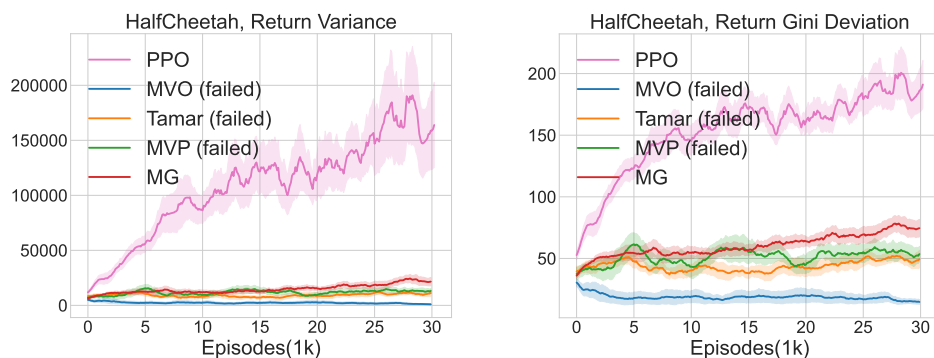 HalfCheetah, Return Variance
PPO
MVO (failed)
Tamar (failed)
MVP (failed)
MG
200000
150000
100000
50000
0
0 5 10 15 20 25 30
Episodes(1k)
HalfCheetah, Return Gini Deviation
PPO
MVO (failed)
Tamar (failed)
MVP (failed)
MG
200
150
100
50
0 5 10 15 20 25 30
Episodes(1k)